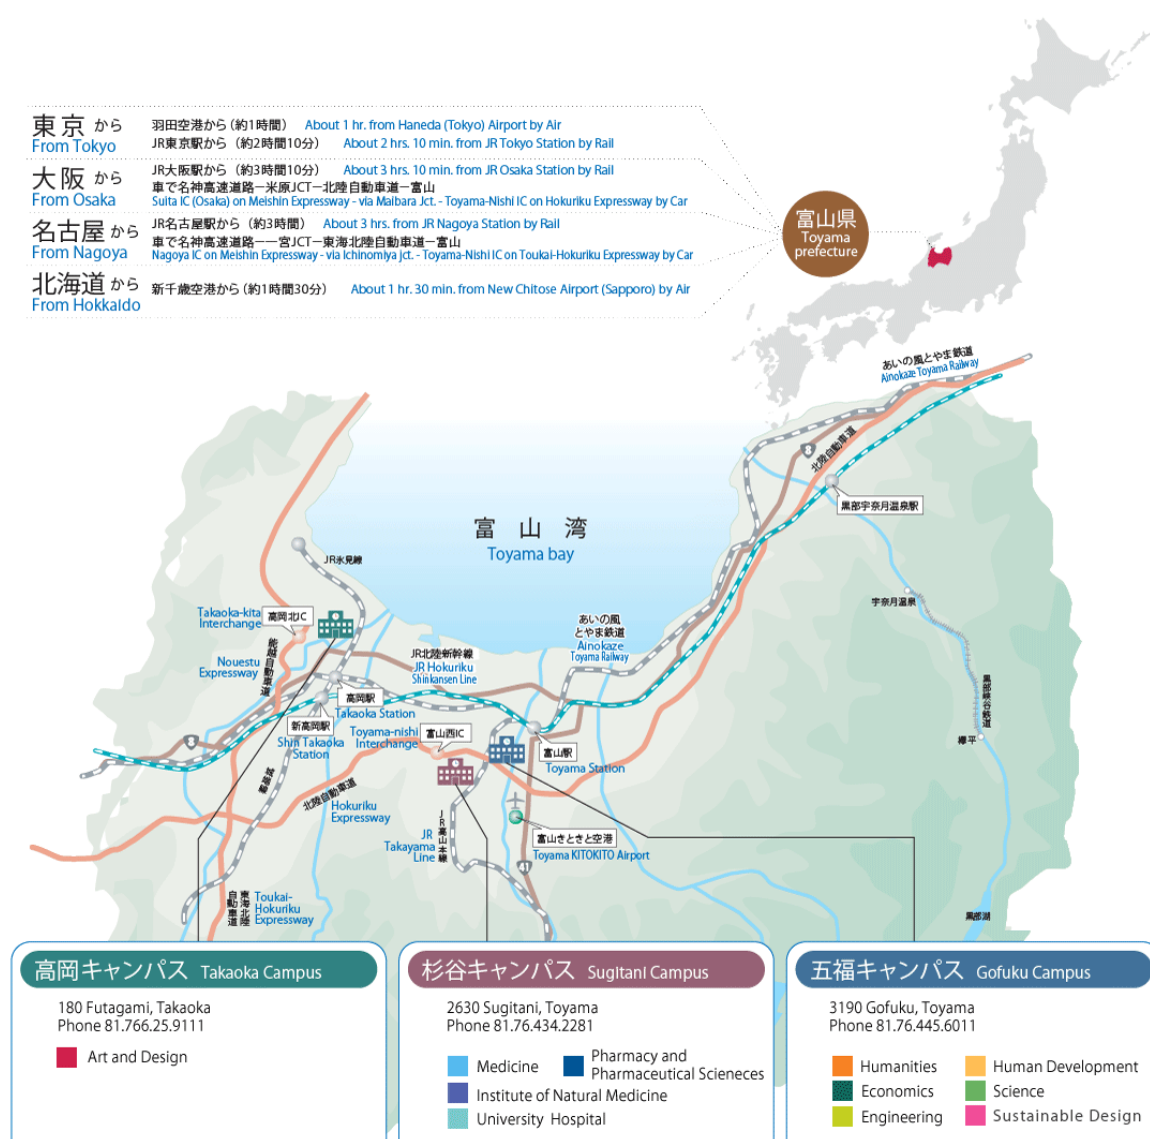 東京 から
From Tokyo
羽田空港から（約1時間） About 1 hr. from Haneda (Tokyo) Airport by Air
JR東京駅から（約2時間10分） About 2 hrs. 10 min. from JR Tokyo Station by Rail
大阪 から
From Osaka
JR大阪駅から（約3時間10分） About 3 hrs. 10 min. from JR Osaka Station by Rail
車で名神高速道路－米原JCT－北陸自動車道－富山
Suita IC (Osaka) on Meishin Expressway - via Maibara Jct. - Toyama-Nishi IC on Hokuriku Expressway by Car
名古屋 から
From Nagoya
JR名古屋駅から（約3時間） About 3 hrs. from JR Nagoya Station by Rail
車で名神高速道路－一宮JCT－東海北陸自動車道－富山
Nagoya IC on Meishin Expressway - via Ichinomiya jct. - Toyama-Nishi IC on Toukai-Hokuriku Expressway by Car
北海道 から
From Hokkaido
新千歳空港から（約1時間30分） About 1 hr. 30 min. from New Chitose Airport (Sapporo) by Air
富山県
Toyama
prefecture
あいの風とやま鉄道
Ainokaze Toyama Railway
8
北陸自動車道
黒部宇奈月温泉駅
富山湾
Toyama bay
JR氷見線
宇奈月温泉
Takaoka-kita
Interchange
高岡北IC
能越自動車道
Nouestu
Expressway
あいの風
とやま鉄道
Ainokaze
Toyama Railway
JR北陸新幹線
JR Hokuriku
Shinkansen Line
黒部峡谷鉄道
欅平
高岡駅
Takaoka Station
新高岡駅
Shin Takaoka
Station
8
Toyama-nishi
Interchange
富山西IC
富山駅
Toyama Station
城端線
北陸自動車道
Hokuriku
Expressway
JR高山本線
JR
Takayama
Line
富山きときと空港
Toyama KITOKITO Airport
41
東海北陸
自動車道
Toukai-
Hokuriku
Expressway
黒部湖
高岡キャンパス Takaoka Campus
180 Futagami, Takaoka
Phone 81.766.25.9111
Art and Design
杉谷キャンパス Sugitani Campus
2630 Sugitani, Toyama
Phone 81.76.434.2281
Medicine
Pharmacy and
Pharmaceutical Scieneces
Institute of Natural Medicine
University Hospital
五福キャンパス Gofuku Campus
3190 Gofuku, Toyama
Phone 81.76.445.6011
Humanities
Human Development
Economics
Science
Engineering
Sustainable Design